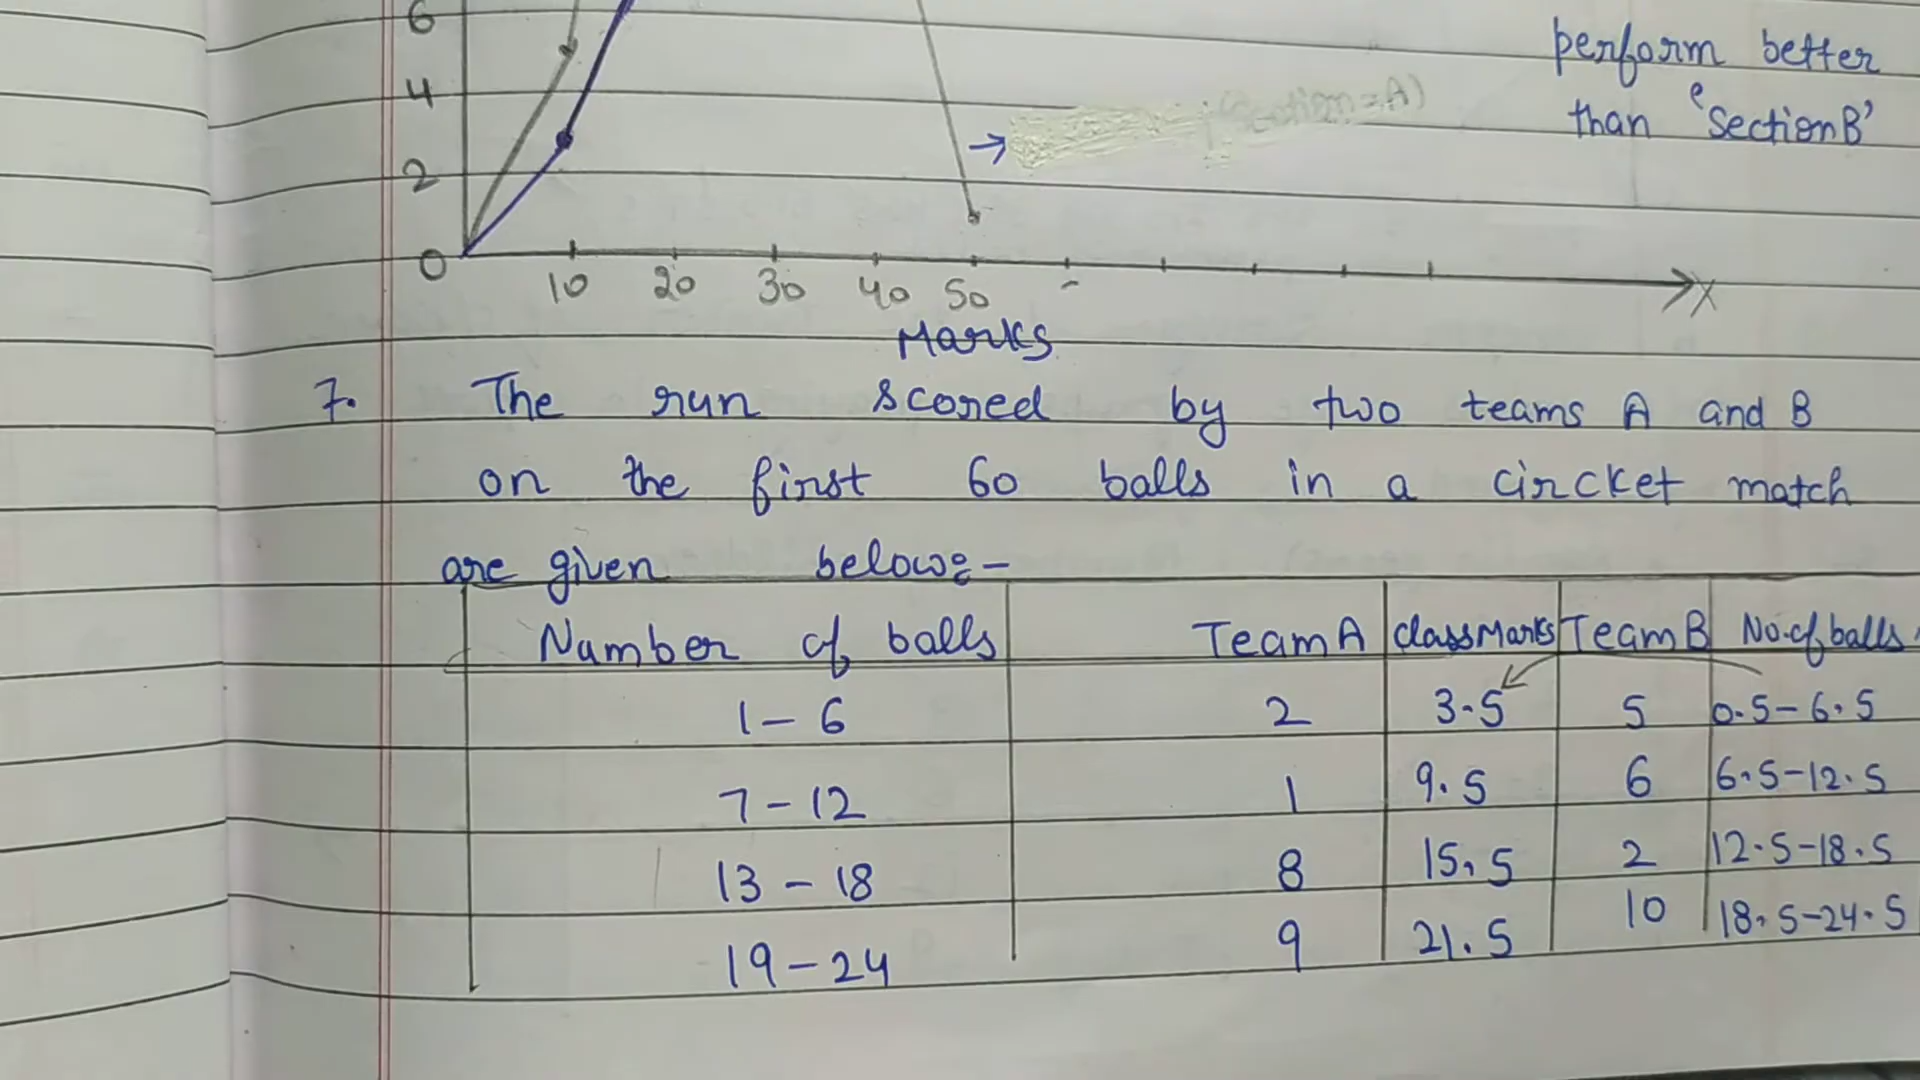 6
perform better
4
(Section=A)
than 'SectionB'
→
2
0
10 20 30 40 50 - X
Marks
7. The run scored by two teams A and B
on the first 60 balls in a circket match
are given below:-
Number of balls TeamA classMarks TeamB No.of balls
1-6 2 3.5 5 0.5-6.5
7-12 1 9.5 6 6.5-12.5
13-18 8 15.5 2 12.5-18.5
19-24 9 21.5 10 18.5-24.5